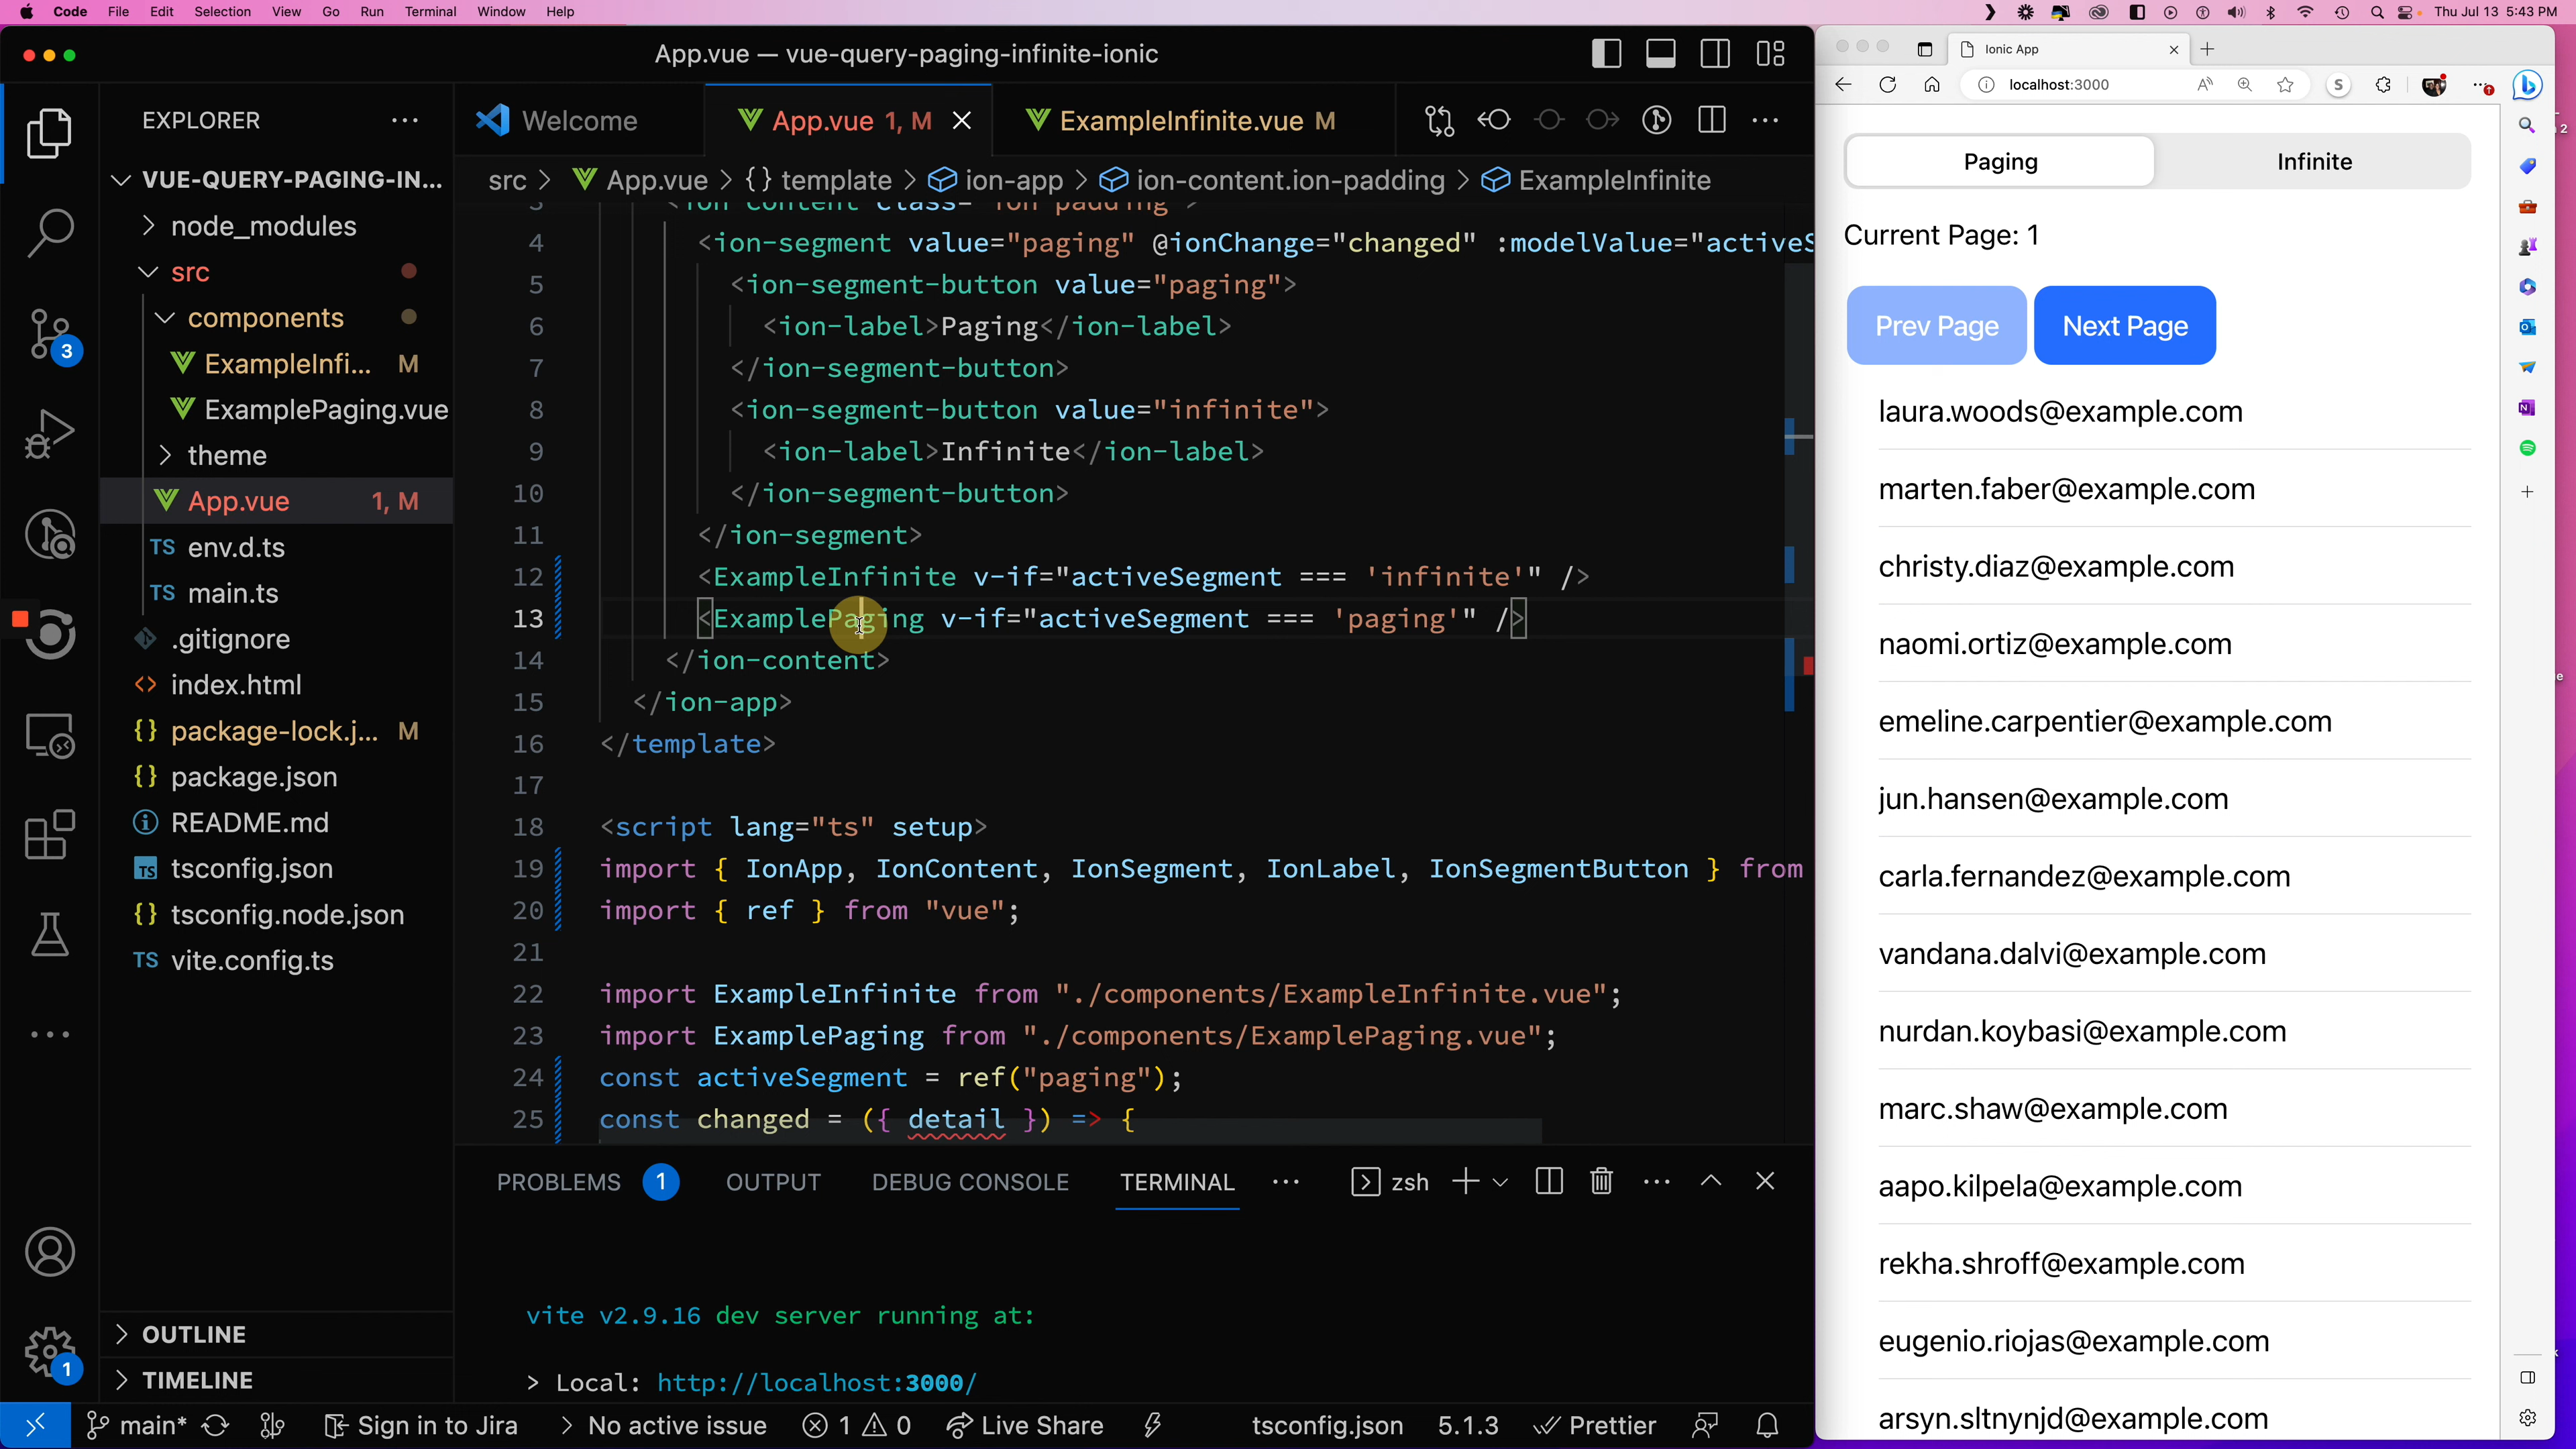 Code File Edit Selection View Go Run Terminal Window Help
Thu Jul 13 5:43 PM
App.vue — vue-query-paging-infinite-ionic
EXPLORER
VUE-QUERY-PAGING-IN...
node_modules
src
components
ExampleInfi... M
ExamplePaging.vue
theme
App.vue 1, M
TS env.d.ts
TS main.ts
.gitignore
index.html
{} package-lock.j... M
{} package.json
README.md
TS tsconfig.json
{} tsconfig.node.json
TS vite.config.ts
OUTLINE
TIMELINE
3
1
Welcome
App.vue 1, M
ExampleInfinite.vue M
src > App.vue > {} template > ion-app > ion-content.ion-padding > ExampleInfinite
3 <ion-content class="ion-padding">
4 <ion-segment value="paging" @ionChange="changed" :modelValue="activeS
5 <ion-segment-button value="paging">
6 <ion-label>Paging</ion-label>
7 </ion-segment-button>
8 <ion-segment-button value="infinite">
9 <ion-label>Infinite</ion-label>
10 </ion-segment-button>
11 </ion-segment>
12 <ExampleInfinite v-if="activeSegment === 'infinite'" />
13 <ExamplePaging v-if="activeSegment === 'paging'" />
14 </ion-content>
15 </ion-app>
16 </template>
17
18 <script lang="ts" setup>
19 import { IonApp, IonContent, IonSegment, IonLabel, IonSegmentButton } from
20 import { ref } from "vue";
21
22 import ExampleInfinite from "./components/ExampleInfinite.vue";
23 import ExamplePaging from "./components/ExamplePaging.vue";
24 const activeSegment = ref("paging");
25 const changed = ({ detail }) => {
PROBLEMS 1 OUTPUT DEBUG CONSOLE TERMINAL
zsh
vite v2.9.16 dev server running at:
> Local: http://localhost:3000/
main* Sign in to Jira > No active issue 1 0 Live Share tsconfig.json 5.1.3 Prettier
Ionic App
localhost:3000
Paging
Infinite
Current Page: 1
Prev Page
Next Page
laura.woods@example.com
marten.faber@example.com
christy.diaz@example.com
naomi.ortiz@example.com
emeline.carpentier@example.com
jun.hansen@example.com
carla.fernandez@example.com
vandana.dalvi@example.com
nurdan.koybasi@example.com
marc.shaw@example.com
aapo.kilpela@example.com
rekha.shroff@example.com
eugenio.riojas@example.com
arsyn.sltnynjd@example.com